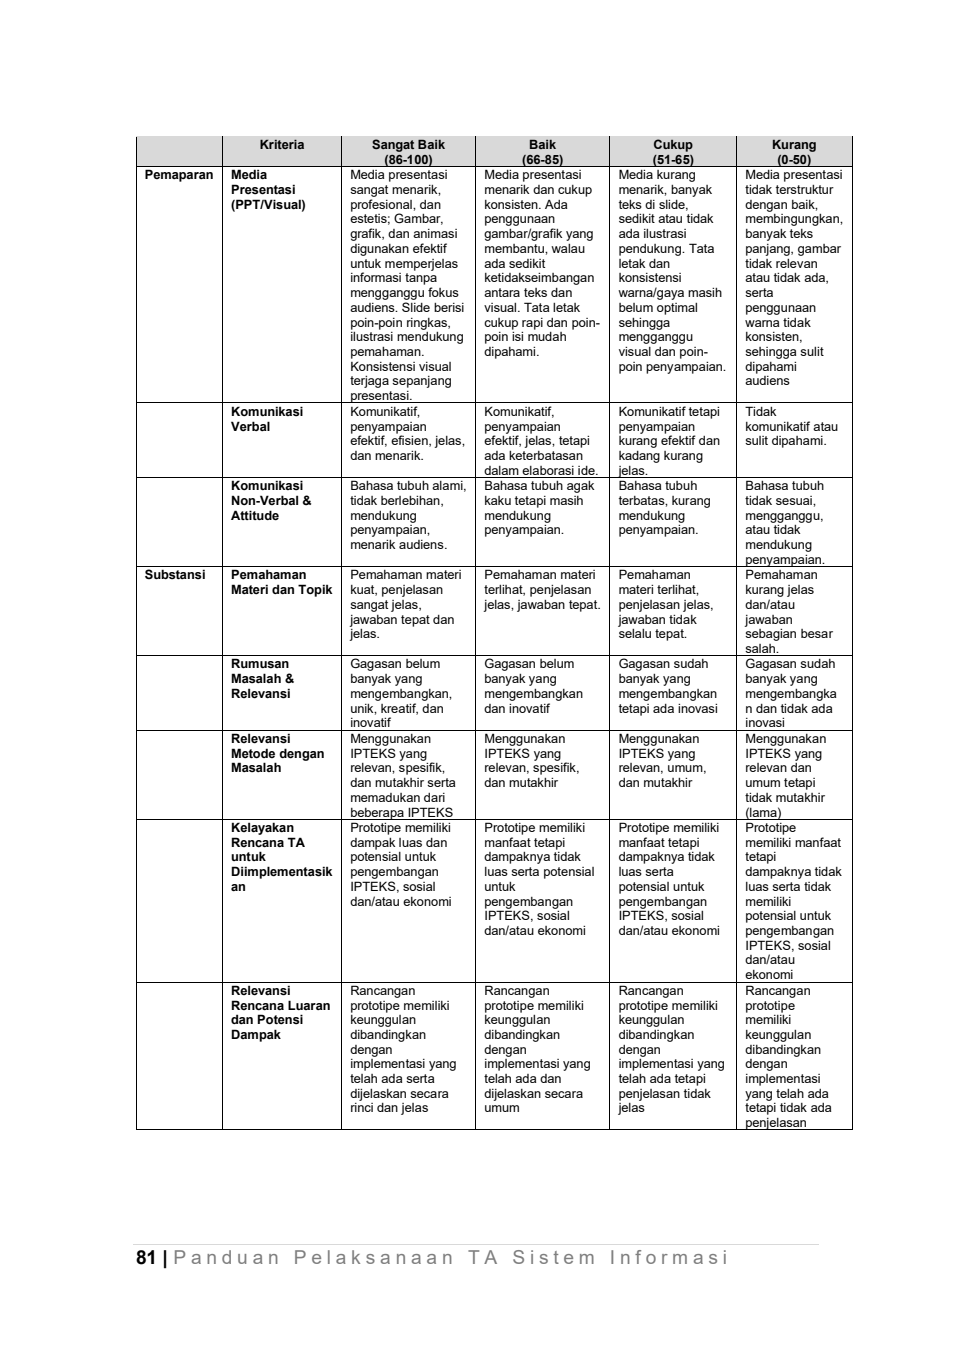 Kriteria
Sangat Baik
(86-100)
Baik
(66-85)
Cukup
(51-65)
Kurang
(0-50)
Pemaparan
Media
Presentasi
(PPT/Visual)
Media presentasi
sangat menarik,
profesional, dan
estetis; Gambar,
grafik, dan animasi
digunakan efektif
untuk memperjelas
informasi tanpa
mengganggu fokus
audiens. Slide berisi
poin-poin ringkas,
ilustrasi mendukung
pemahaman.
Konsistensi visual
terjaga sepanjang
presentasi.
Media presentasi
menarik dan cukup
konsisten. Ada
penggunaan
gambar/grafik yang
membantu, walau
ada sedikit
ketidakseimbangan
antara teks dan
visual. Tata letak
cukup rapi dan poin-
poin isi mudah
dipahami.
Media kurang
menarik, banyak
teks di slide,
sedikit atau tidak
ada ilustrasi
pendukung. Tata
letak dan
konsistensi
warna/gaya masih
belum optimal
sehingga
mengganggu
visual dan poin-
poin penyampaian.
Media presentasi
tidak terstruktur
dengan baik,
membingungkan,
banyak teks
panjang, gambar
tidak relevan
atau tidak ada,
serta
penggunaan
warna tidak
konsisten,
sehingga sulit
dipahami
audiens
Komunikasi
Verbal
Komunikatif,
penyampaian
efektif, efisien, jelas,
dan menarik.
Komunikatif,
penyampaian
efektif, jelas, tetapi
ada keterbatasan
dalam elaborasi ide.
Komunikatif tetapi
penyampaian
kurang efektif dan
kadang kurang
jelas.
Tidak
komunikatif atau
sulit dipahami.
Komunikasi
Non-Verbal &
Attitude
Bahasa tubuh alami,
tidak berlebihan,
mendukung
penyampaian,
menarik audiens.
Bahasa tubuh agak
kaku tetapi masih
mendukung
penyampaian.
Bahasa tubuh
terbatas, kurang
mendukung
penyampaian.
Bahasa tubuh
tidak sesuai,
mengganggu,
atau tidak
mendukung
penyampaian.
Substansi
Pemahaman
Materi dan Topik
Pemahaman materi
kuat, penjelasan
sangat jelas,
jawaban tepat dan
jelas.
Pemahaman materi
terlihat, penjelasan
jelas, jawaban tepat.
Pemahaman
materi terlihat,
penjelasan jelas,
jawaban tidak
selalu tepat.
Pemahaman
kurang jelas
dan/atau
jawaban
sebagian besar
salah.
Rumusan
Masalah &
Relevansi
Gagasan belum
banyak yang
mengembangkan,
unik, kreatif, dan
inovatif
Gagasan belum
banyak yang
mengembangkan
dan inovatif
Gagasan sudah
banyak yang
mengembangkan
tetapi ada inovasi
Gagasan sudah
banyak yang
mengembangka
n dan tidak ada
inovasi
Relevansi
Metode dengan
Masalah
Menggunakan
IPTEKS yang
relevan, spesifik,
dan mutakhir serta
memadukan dari
beberapa IPTEKS
Menggunakan
IPTEKS yang
relevan, spesifik,
dan mutakhir
Menggunakan
IPTEKS yang
relevan, umum,
dan mutakhir
Menggunakan
IPTEKS yang
relevan dan
umum tetapi
tidak mutakhir
(lama)
Kelayakan
Rencana TA
untuk
Diimplementasik
an
Prototipe memiliki
dampak luas dan
potensial untuk
pengembangan
IPTEKS, sosial
dan/atau ekonomi
Prototipe memiliki
manfaat tetapi
dampaknya tidak
luas serta potensial
untuk
pengembangan
IPTEKS, sosial
dan/atau ekonomi
Prototipe memiliki
manfaat tetapi
dampaknya tidak
luas serta
potensial untuk
pengembangan
IPTEKS, sosial
dan/atau ekonomi
Prototipe
memiliki manfaat
tetapi
dampaknya tidak
luas serta tidak
memiliki
potensial untuk
pengembangan
IPTEKS, sosial
dan/atau
ekonomi
Relevansi
Rencana Luaran
dan Potensi
Dampak
Rancangan
prototipe memiliki
keunggulan
dibandingkan
dengan
implementasi yang
telah ada serta
dijelaskan secara
rinci dan jelas
Rancangan
prototipe memiliki
keunggulan
dibandingkan
dengan
implementasi yang
telah ada dan
dijelaskan secara
umum
Rancangan
prototipe memiliki
keunggulan
dibandingkan
dengan
implementasi yang
telah ada tetapi
penjelasan tidak
jelas
Rancangan
prototipe
memiliki
keunggulan
dibandingkan
dengan
implementasi
yang telah ada
tetapi tidak ada
penjelasan
81 | Panduan Pelaksanaan TA Sistem Informasi